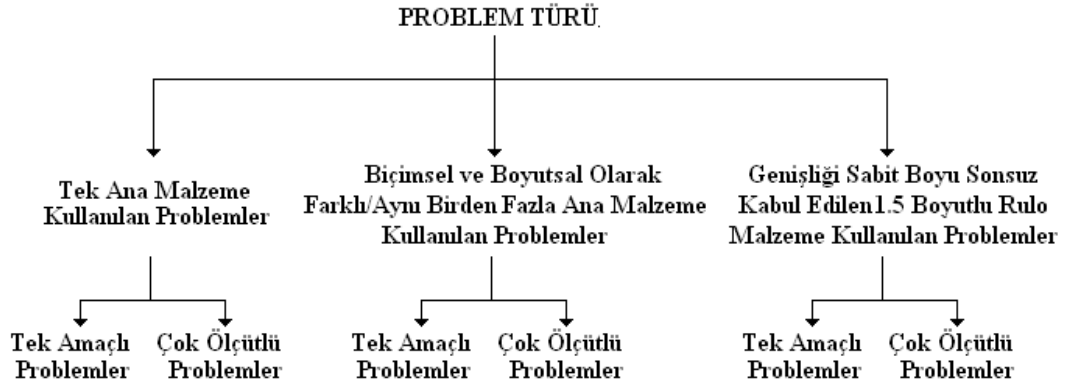 PROBLEM TÜRÜ
Tek Ana Malzeme
Kullanılan Problemler
Biçimsel ve Boyutsal Olarak
Farklı/Aynı Birden Fazla Ana Malzeme
Kullanılan Problemler
Genişliği Sabit Boyu Sonsuz
Kabul Edilen1.5 Boyutlu Rulo
Malzeme Kullanılan Problemler
Tek Amaçlı
Problemler
Çok Ölçütlü
Problemler
Tek Amaçlı
Problemler
Çok Ölçütlü
Problemler
Tek Amaçlı
Problemler
Çok Ölçütlü
Problemler